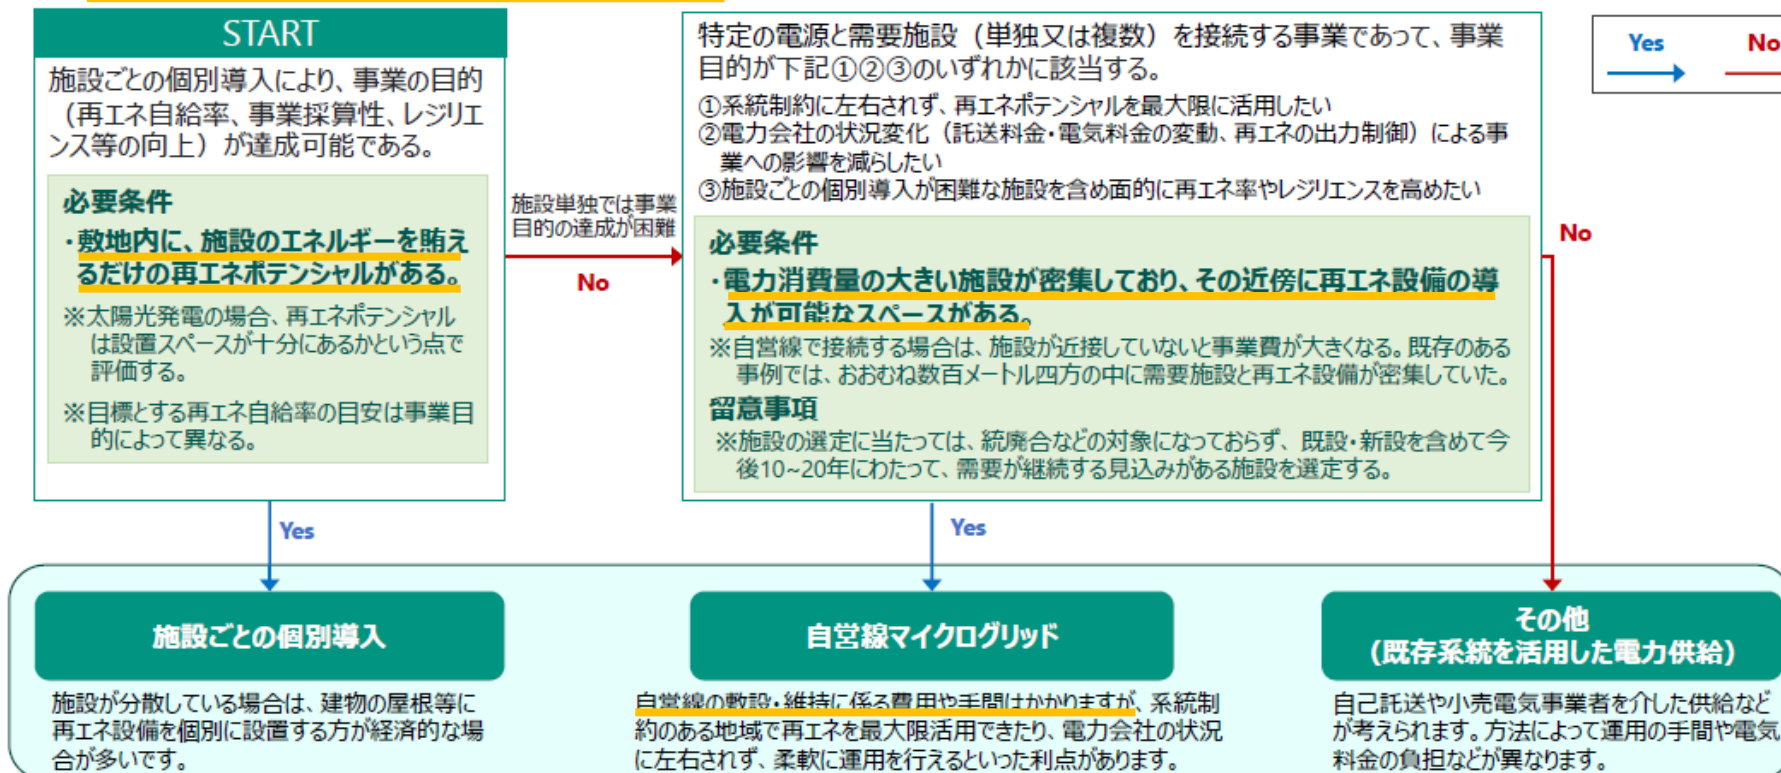 START
施設ごとの個別導入により、事業の目的
（再エネ自給率、事業採算性、レジリエ
ンス等の向上）が達成可能である。
必要条件
・敷地内に、施設のエネルギーを賄え
るだけの再エネポテンシャルがある。
※太陽光発電の場合、再エネポテンシャル
は設置スペースが十分にあるかという点で
評価する。
※目標とする再エネ自給率の目安は事業目
的によって異なる。
施設単独では事業
目的の達成が困難
No
特定の電源と需要施設（単独又は複数）を接続する事業であって、事業
目的が下記①②③のいずれかに該当する。
①系統制約に左右されず、再エネポテンシャルを最大限に活用したい
②電力会社の状況変化（託送料金・電気料金の変動、再エネの出力制御）による事
業への影響を減らしたい
③施設ごとの個別導入が困難な施設を含め面的に再エネ率やレジリエンスを高めたい
必要条件
・電力消費量の大きい施設が密集しており、その近傍に再エネ設備の導
入が可能なスペースがある。
※自営線で接続する場合は、施設が近接していないと事業費が大きくなる。既存のある
事例では、おおむね数百メートル四方の中に需要施設と再エネ設備が密集していた。
留意事項
※施設の選定に当たっては、統廃合などの対象になっておらず、既設・新設を含めて今
後10~20年にわたって、需要が継続する見込みがある施設を選定する。
Yes No
No
Yes
Yes
施設ごとの個別導入
施設が分散している場合は、建物の屋根等に
再エネ設備を個別に設置する方が経済的な場
合が多いです。
自営線マイクログリッド
自営線の敷設・維持に係る費用や手間はかかりますが、系統制
約のある地域で再エネを最大限活用できたり、電力会社の状況
に左右されず、柔軟に運用を行えるといった利点があります。
その他
（既存系統を活用した電力供給）
自己託送や小売電気事業者を介した供給など
が考えられます。方法によって運用の手間や電気
料金の負担などが異なります。